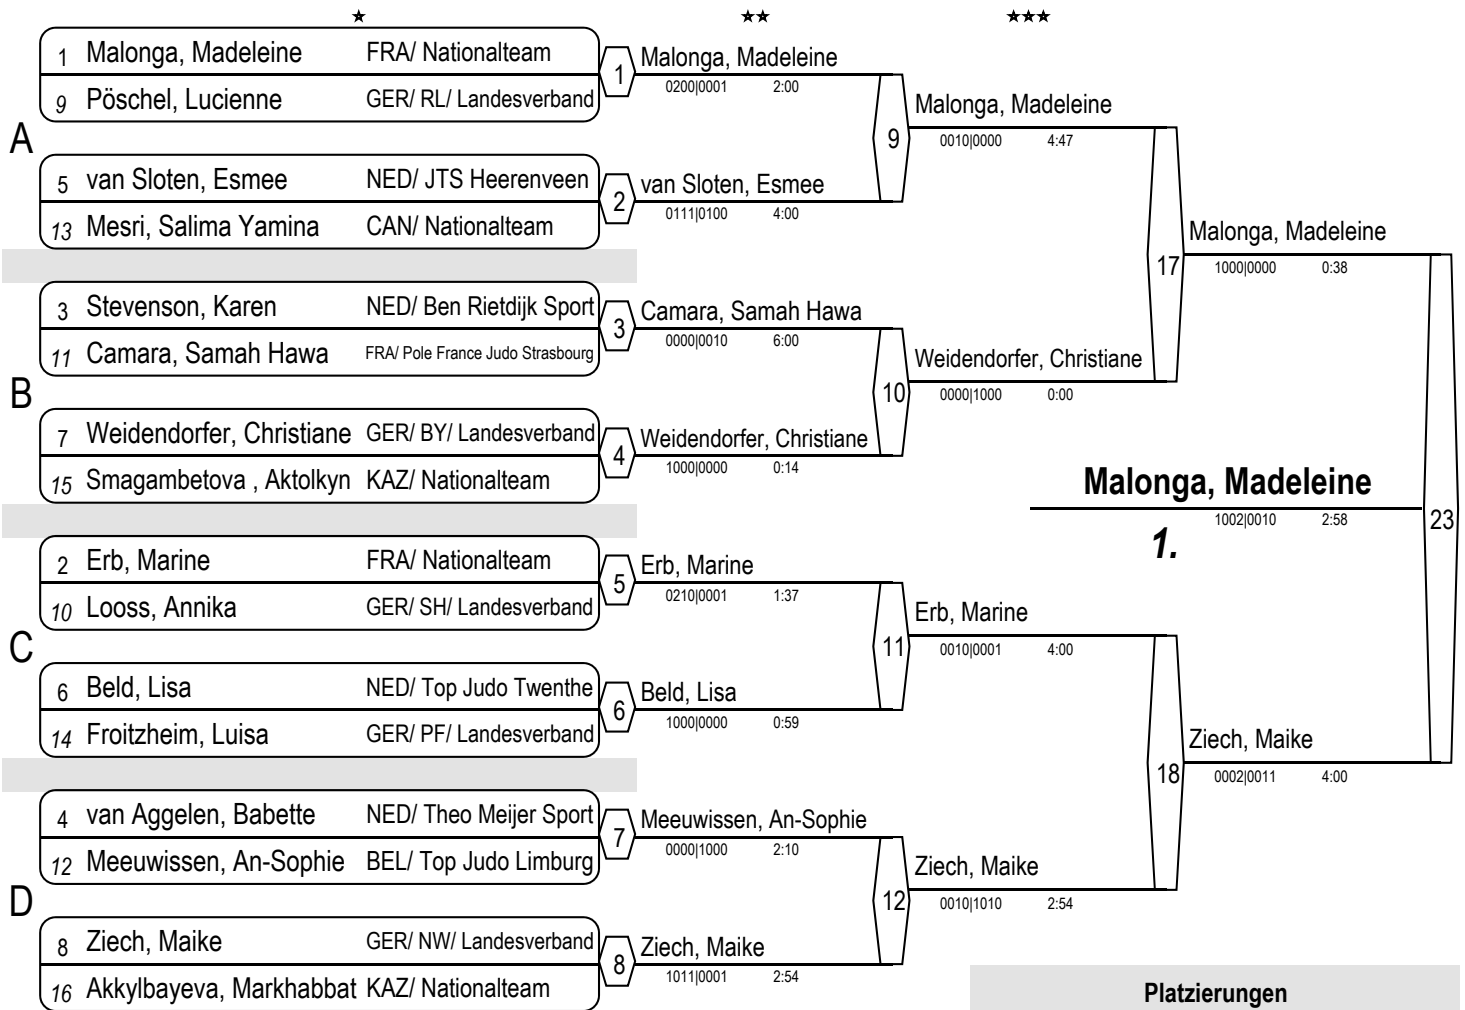 ★ ★★ ★★★
1 Malonga, Madeleine FRA/ Nationalteam
9 Pöschel, Lucienne GER/ RL/ Landesverband
1 Malonga, Madeleine
0200|0001 2:00
A
5 van Sloten, Esmee NED/ JTS Heerenveen
13 Mesri, Salima Yamina CAN/ Nationalteam
2 van Sloten, Esmee
0111|0100 4:00
9 Malonga, Madeleine
0010|0000 4:47
3 Stevenson, Karen NED/ Ben Rietdijk Sport
11 Camara, Samah Hawa FRA/ Pole France Judo Strasbourg
3 Camara, Samah Hawa
0000|0010 6:00
B
7 Weidendorfer, Christiane GER/ BY/ Landesverband
15 Smagambetova , Aktolkyn KAZ/ Nationalteam
4 Weidendorfer, Christiane
1000|0000 0:14
10 Weidendorfer, Christiane
0000|1000 0:00
17 Malonga, Madeleine
1000|0000 0:38
2 Erb, Marine FRA/ Nationalteam
10 Looss, Annika GER/ SH/ Landesverband
5 Erb, Marine
0210|0001 1:37
C
6 Beld, Lisa NED/ Top Judo Twenthe
14 Froitzheim, Luisa GER/ PF/ Landesverband
6 Beld, Lisa
1000|0000 0:59
11 Erb, Marine
0010|0001 4:00
4 van Aggelen, Babette NED/ Theo Meijer Sport
12 Meeuwissen, An-Sophie BEL/ Top Judo Limburg
7 Meeuwissen, An-Sophie
0000|1000 2:10
D
8 Ziech, Maike GER/ NW/ Landesverband
16 Akkylbayeva, Markhabbat KAZ/ Nationalteam
8 Ziech, Maike
1011|0001 2:54
12 Ziech, Maike
0010|1010 2:54
18 Ziech, Maike
0002|0011 4:00
23 Malonga, Madeleine
1002|0010 2:58
1.
Platzierungen